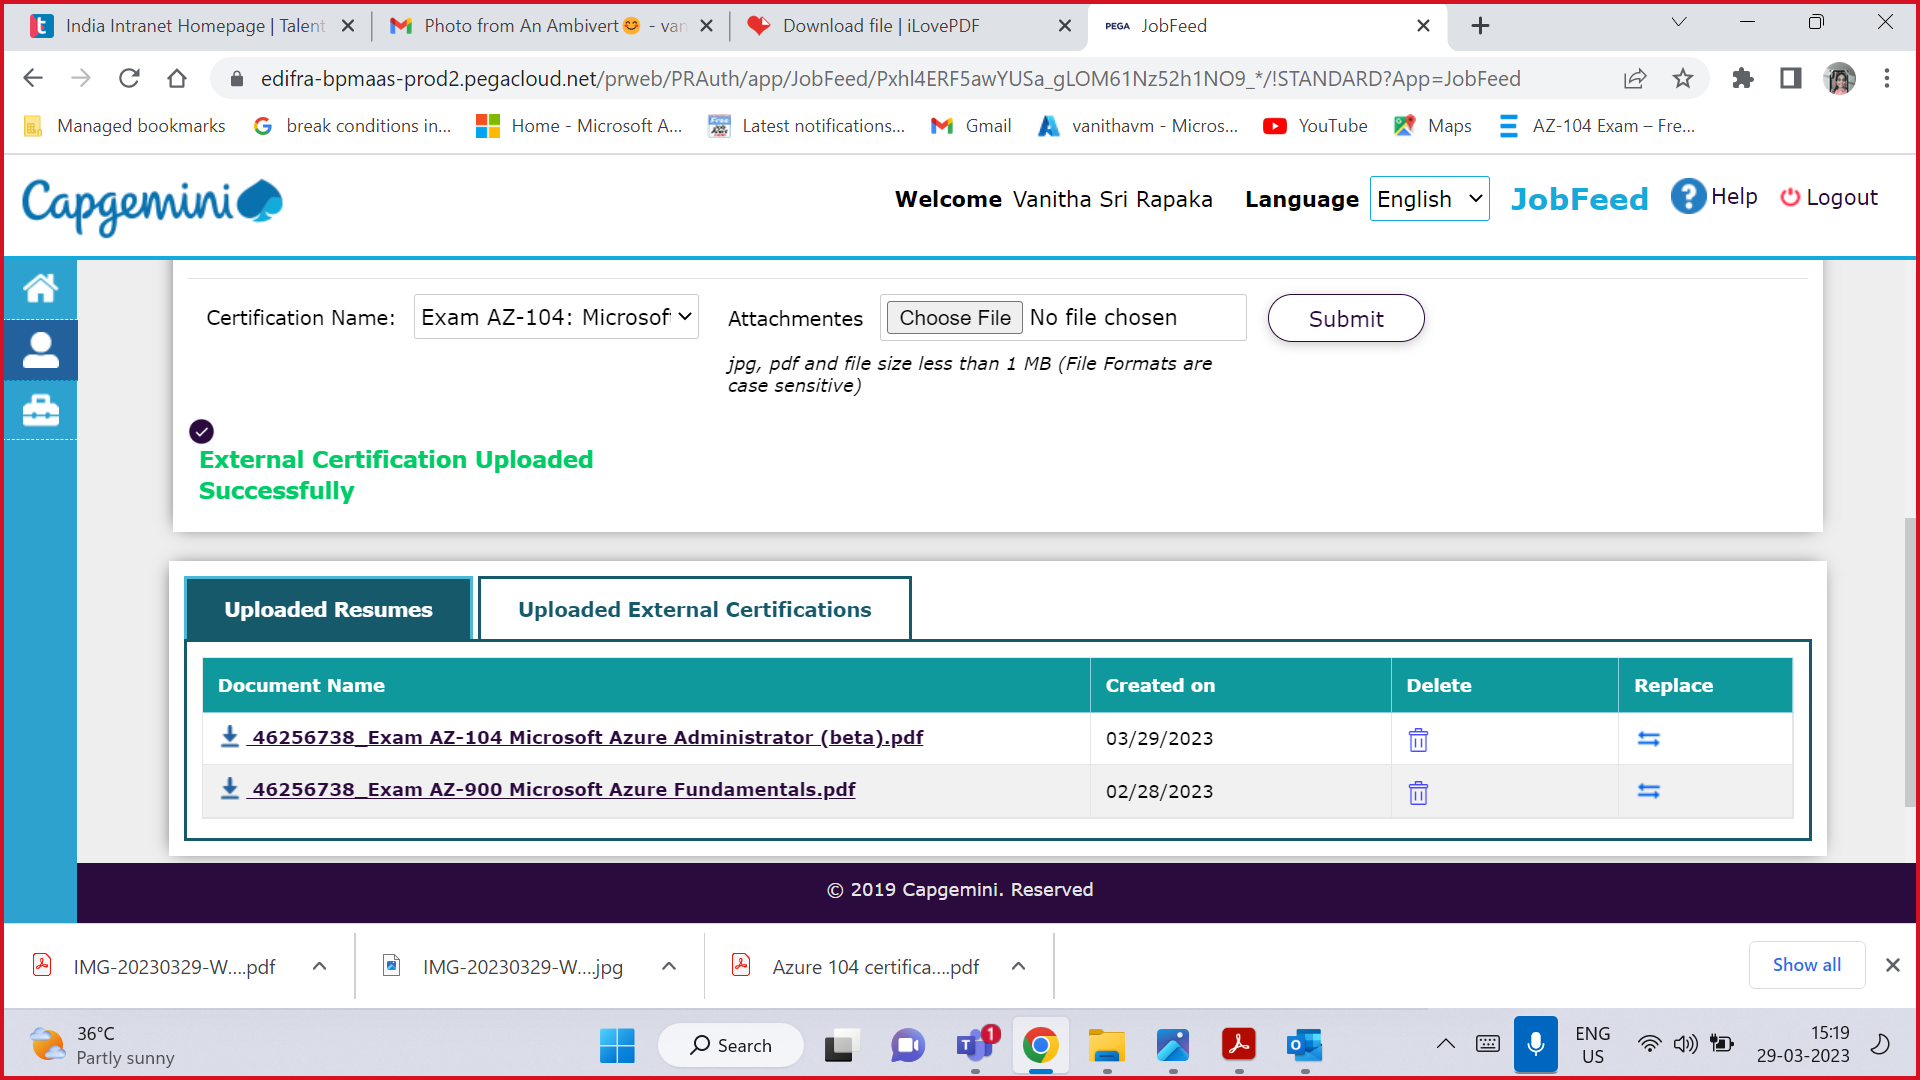 India Intranet Homepage | Talent
Photo from An Ambivert😊 - van
Download file | iLovePDF
PEGA JobFeed
edifra-bpmaas-prod2.pegacloud.net/prweb/PRAuth/app/JobFeed/Pxhl4ERF5awYUSa_gLOM61Nz52h1NO9_*/!STANDARD?App=JobFeed
Managed bookmarks
break conditions in...
Home - Microsoft A...
Latest notifications...
Gmail
vanithavm - Micros...
YouTube
Maps
AZ-104 Exam – Fre...
Capgemini
Welcome Vanitha Sri Rapaka
Language English
JobFeed
Help
Logout
Certification Name: Exam AZ-104: Microsof
Attachmentes Choose File No file chosen
Submit
jpg, pdf and file size less than 1 MB (File Formats are
case sensitive)
External Certification Uploaded
Successfully
Uploaded Resumes
Uploaded External Certifications
Document Name Created on Delete Replace
46256738_Exam AZ-104 Microsoft Azure Administrator (beta).pdf 03/29/2023
46256738_Exam AZ-900 Microsoft Azure Fundamentals.pdf 02/28/2023
© 2019 Capgemini. Reserved
IMG-20230329-W....pdf
IMG-20230329-W....jpg
Azure 104 certifica....pdf
Show all
36°C
Partly sunny
Search
1
ENG
US
15:19
29-03-2023